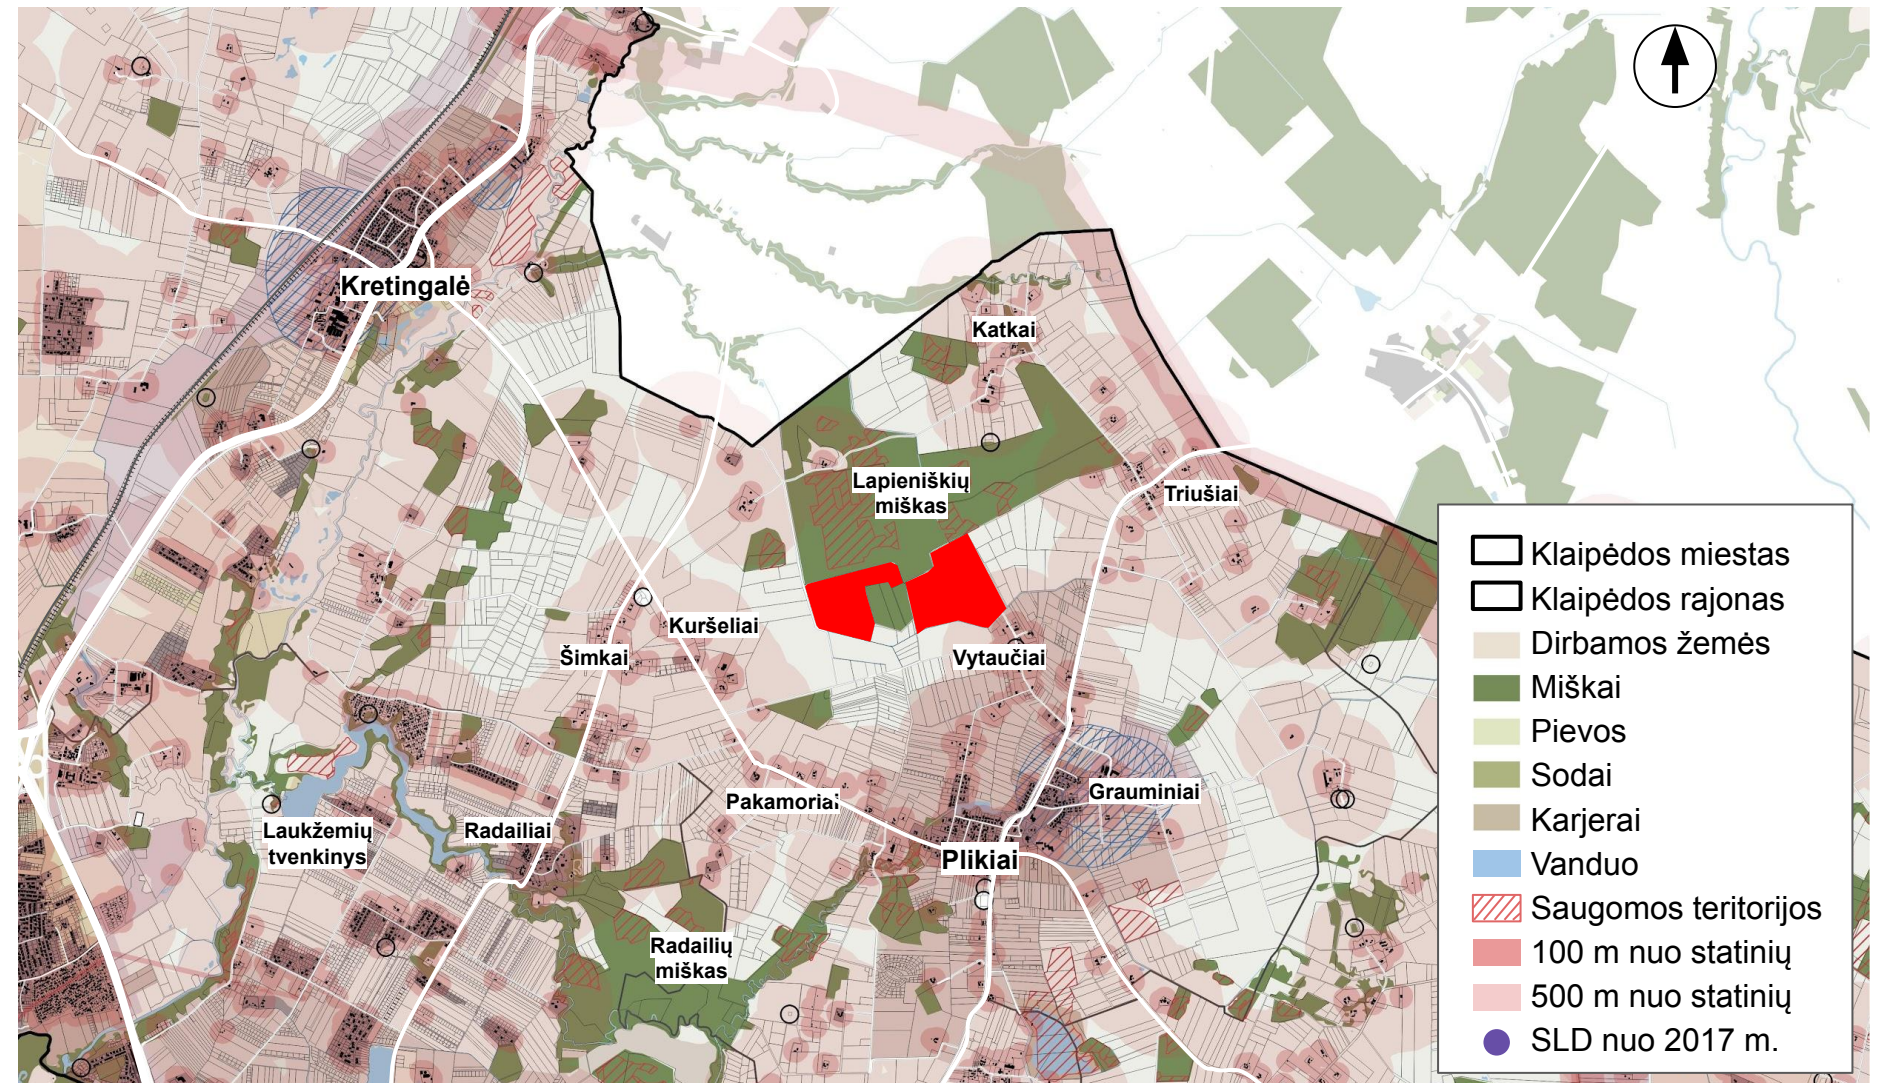 Kretingalė
Katkai
Lapieniškių
miškas
Triušiai
Kuršeliai
Šimkai
Vytaučiai
Pakamoriai
Grauminiai
Laukžemių
tvenkinys
Radailiai
Plikiai
Radailių
miškas
Klaipėdos miestas
Klaipėdos rajonas
Dirbamos žemės
Miškai
Pievos
Sodai
Karjerai
Vanduo
Saugomos teritorijos
100 m nuo statinių
500 m nuo statinių
SLD nuo 2017 m.